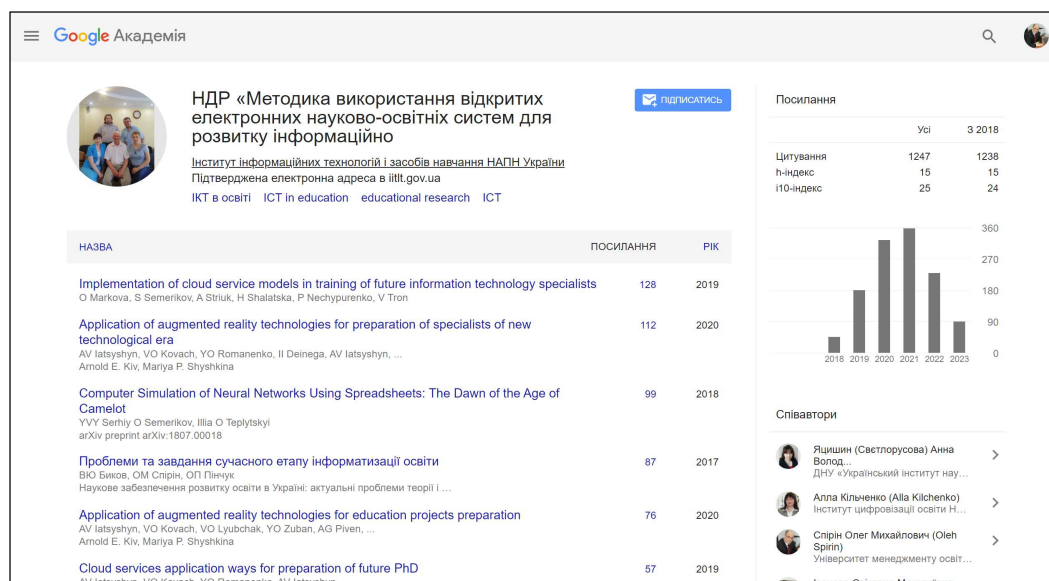 Google Академія
НДР «Методика використання відкритих
електронних науково-освітніх систем для
розвитку інформаційно
ПІДПИСАТИСЬ
Інститут інформаційних технологій і засобів навчання НАПН України
Підтверджена електронна адреса в iitlt.gov.ua
ІКТ в освіті ICT in education educational research ICT
НАЗВА ПОСИЛАННЯ РІК
Implementation of cloud service models in training of future information technology specialists 128 2019
O Markova, S Semerikov, A Striuk, H Shalatska, P Nechypurenko, V Tron
Application of augmented reality technologies for preparation of specialists of new 112 2020
technological era
AV Iatsyshyn, VO Kovach, YO Romanenko, II Deinega, AV Iatsyshyn, ...
Arnold E. Kiv, Mariya P. Shyshkina
Computer Simulation of Neural Networks Using Spreadsheets: The Dawn of the Age of 99 2018
Camelot
YVY Serhiy O Semerikov, Illia O Teplytskyi
arXiv preprint arXiv:1807.00018
Проблеми та завдання сучасного етапу інформатизації освіти 87 2017
ВЮ Биков, ОМ Спірін, ОП Пінчук
Наукове забезпечення розвитку освіти в Україні: актуальні проблеми теорії і ...
Application of augmented reality technologies for education projects preparation 76 2020
AV Iatsyshyn, VO Kovach, VO Lyubchak, YO Zuban, AG Piven, ...
Arnold E. Kiv, Mariya P. Shyshkina
Cloud services application ways for preparation of future PhD 57 2019
Посилання
Усі З 2018
Цитування 1247 1238
h-індекс 15 15
i10-індекс 25 24
360
270
180
90
0
2018 2019 2020 2021 2022 2023
Співавтори
Яцишин (Свєтлорусова) Анна
Волод...
ДНУ «Український інститут нау...
Алла Кільченко (Alla Kilchenko)
Інститут цифровізації освіти Н...
Спірін Олег Михайлович (Oleh
Spirin)
Університет менеджменту освіт...